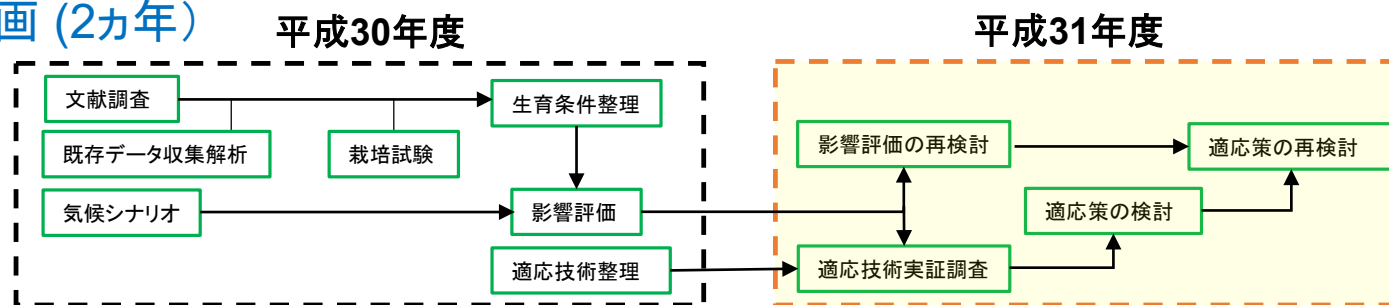 画 (2ヵ年）
平成30年度
文献調査
生育条件整理
既存データ収集解析
栽培試験
気候シナリオ
影響評価
適応技術整理
平成31年度
影響評価の再検討
適応策の再検討
適応策の検討
適応技術実証調査